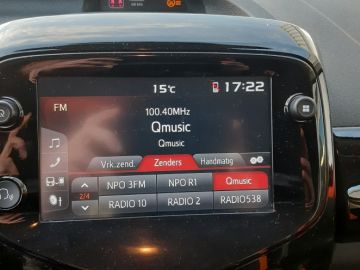 15°C 17:22
FM
100.40MHz
Qmusic
Qmusic
Vrk.zend. Zenders Handmatig
NPO 3FM NPO R1 Qmusic
2/4
RADIO 10 RADIO 2 RADIO538